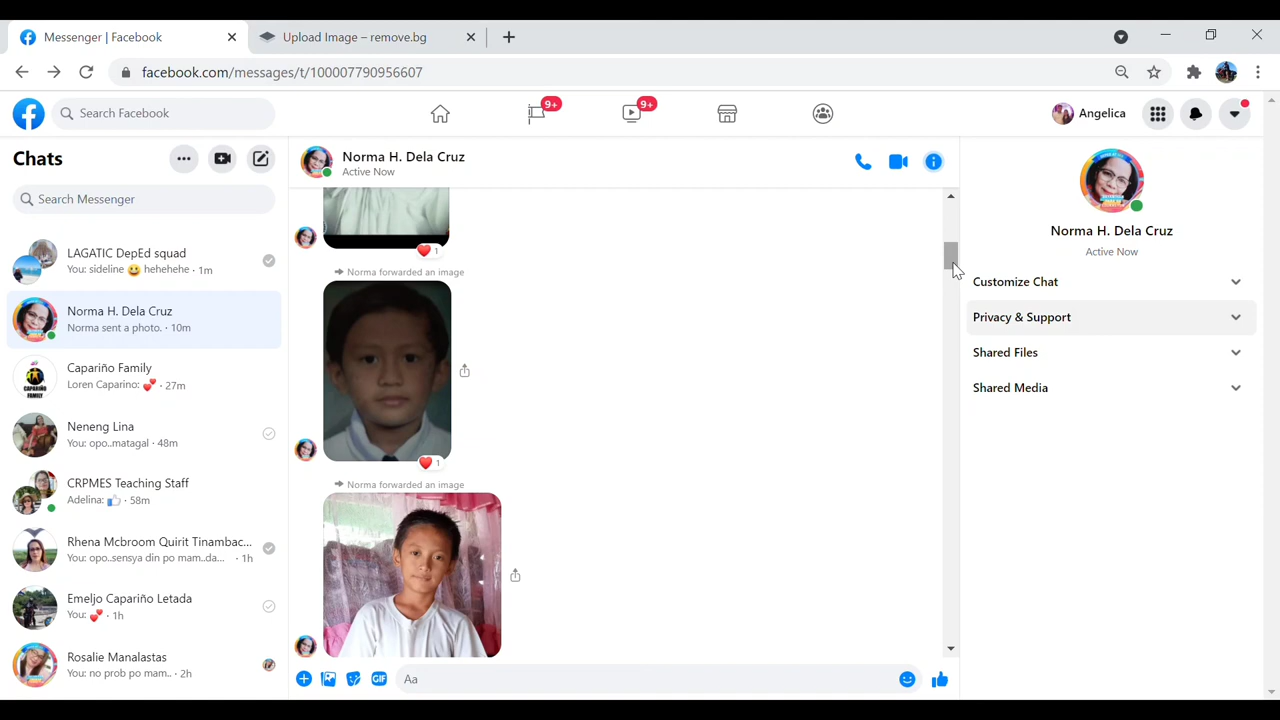 Messenger | Facebook
Upload Image – remove.bg
facebook.com/messages/t/100007790956607
Search Facebook
9+
9+
Angelica
Chats
Search Messenger
LAGATIC DepEd squad
You: sideline 😃 hehehehe · 1m
Norma H. Dela Cruz
Norma sent a photo. · 10m
Capariño Family
Loren Caparino: 💕 · 27m
CAPARIÑO
FAMILY
Neneng Lina
You: opo..matagal · 48m
CRPMES Teaching Staff
Adelina: 👍 · 58m
Rhena Mcbroom Quirit Tinambac...
You: opo..sensya din po mam..da... · 1h
Emeljo Capariño Letada
You: 💕 · 1h
Rosalie Manalastas
You: no prob po mam.. · 2h
Norma H. Dela Cruz
Active Now
1
Norma forwarded an image
1
Norma forwarded an image
GIF
Aa
Norma H. Dela Cruz
Active Now
Customize Chat
Privacy & Support
Shared Files
Shared Media